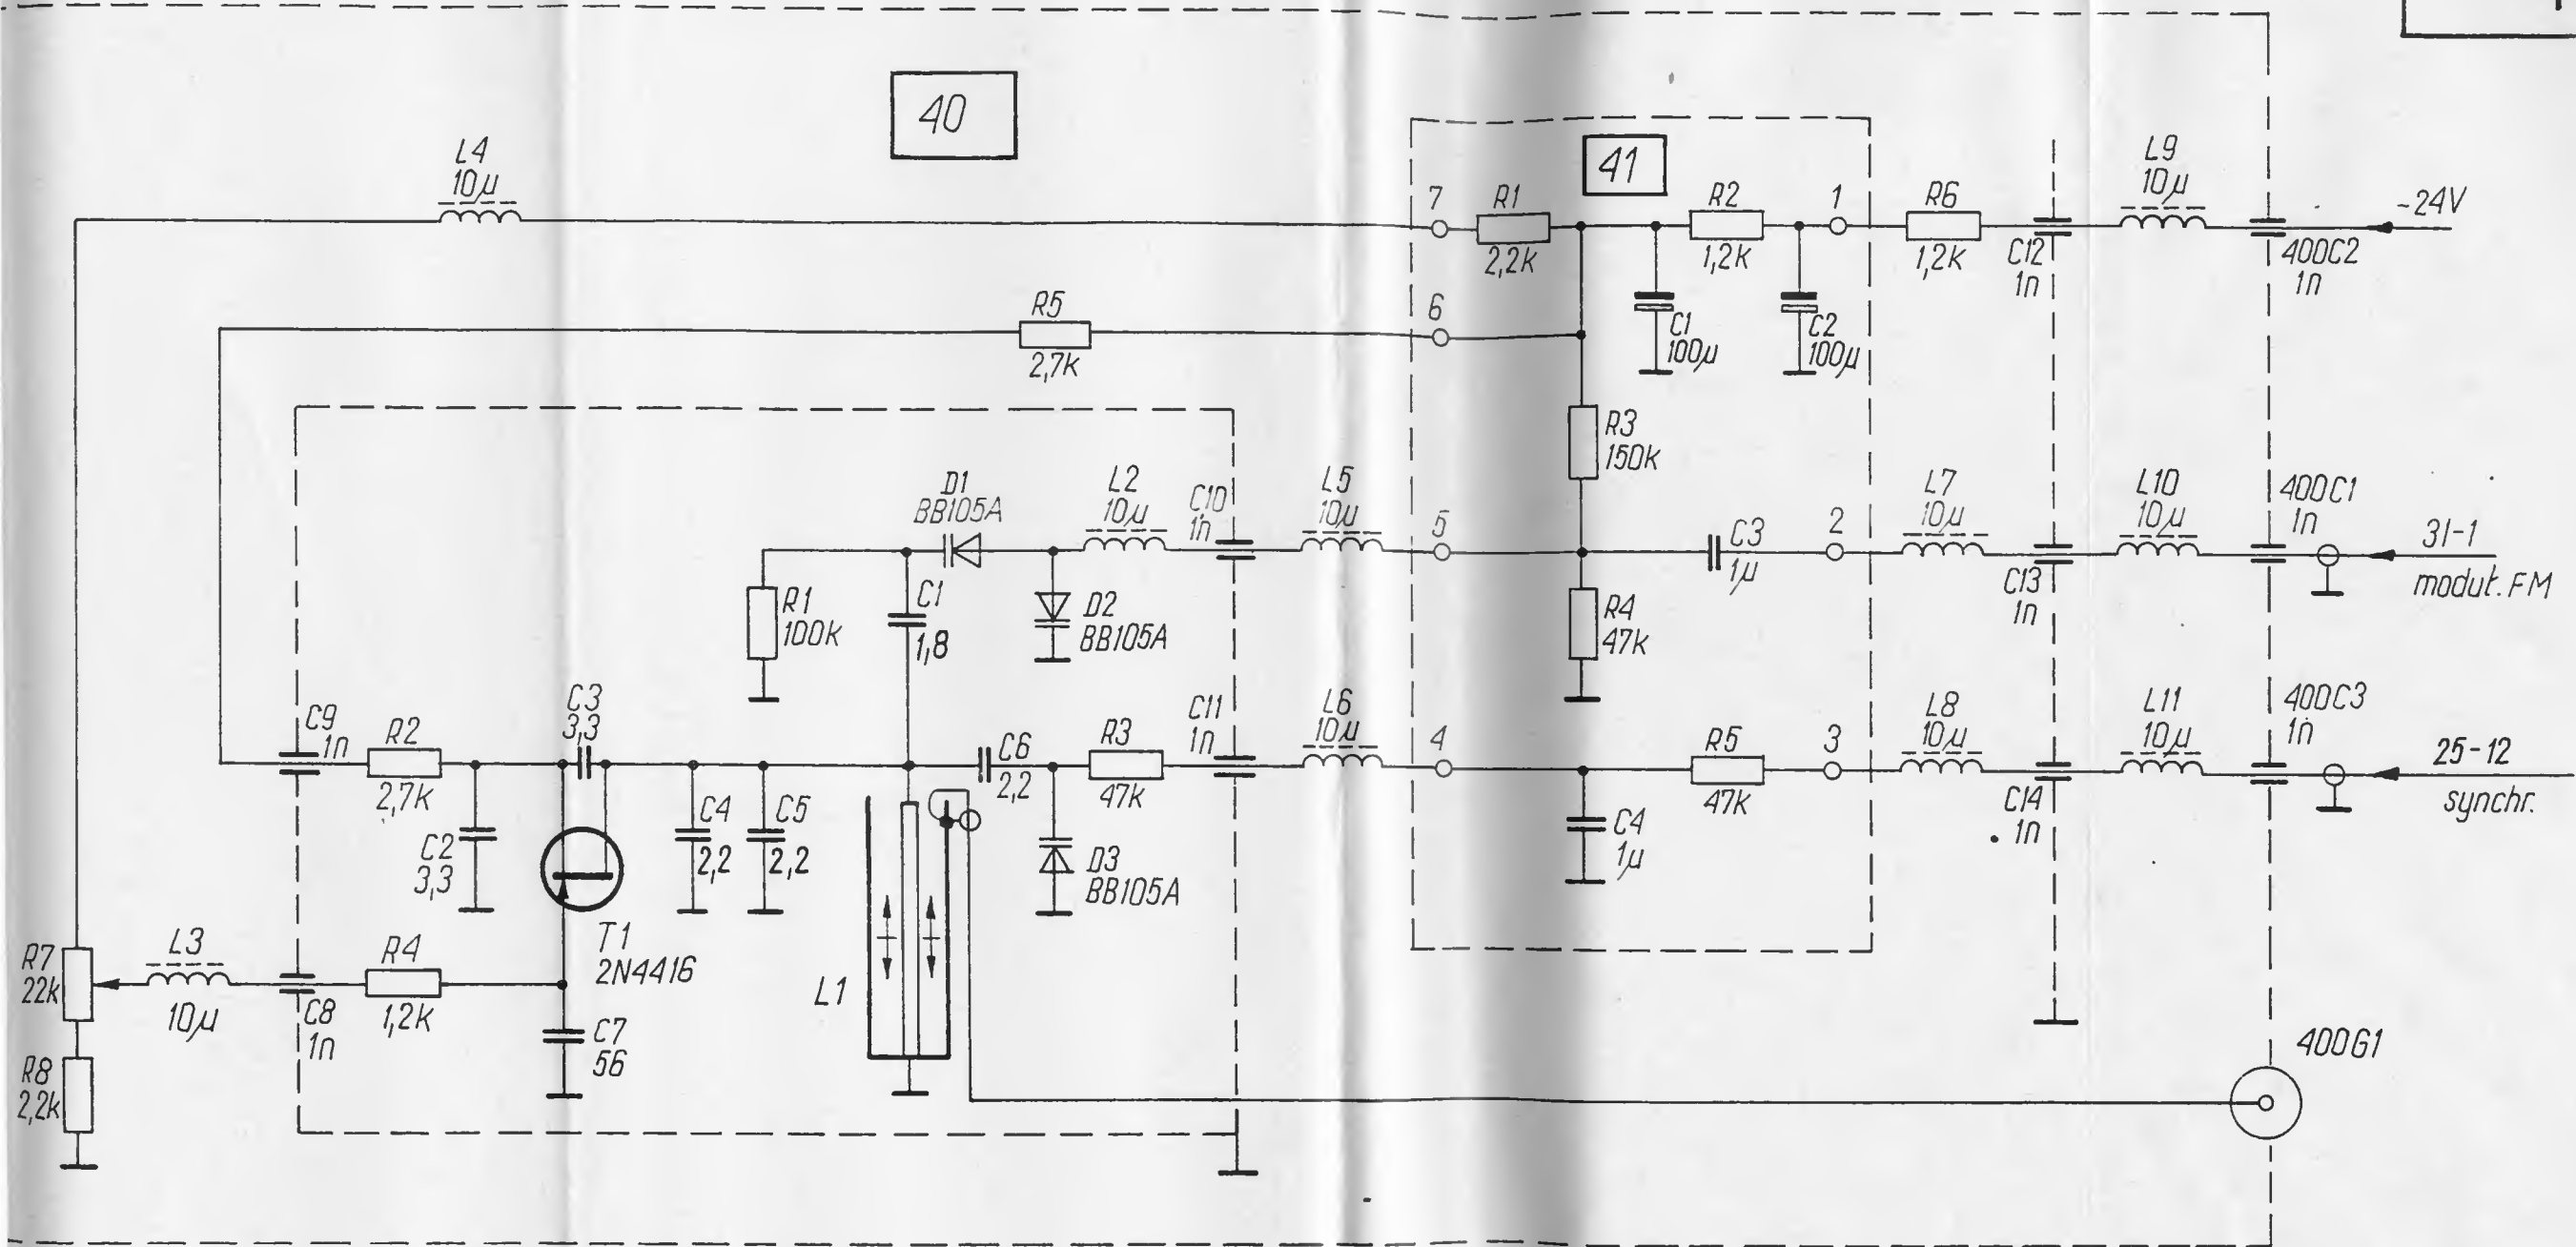 40
41
L4
10µ
7
R1
2,2k
R2
1,2k
1
R6
1,2k
C12
1n
L9
10µ
~24V
400C2
1n
R5
2,7k
6
C1
100µ
C2
100µ
R3
150k
D1
BB105A
L2
10µ
C10
1n
L5
10µ
5
C3
1µ
2
L7
10µ
C13
1n
L10
10µ
400C1
1n
31-1
moduł. FM
R1
100k
C1
1,8
D2
BB105A
R4
47k
C9
1n
R2
2,7k
C3
3,3
C6
2,2
R3
47k
C11
1n
L6
10µ
4
R5
47k
3
L8
10µ
C14
1n
L11
10µ
400C3
1n
25-12
synchr.
C2
3,3
C4
2,2
C5
2,2
D3
BB105A
C4
1µ
R7
22k
L3
10µ
C8
1n
R4
1,2k
T1
2N4416
L1
C7
56
R8
2,2k
400G1